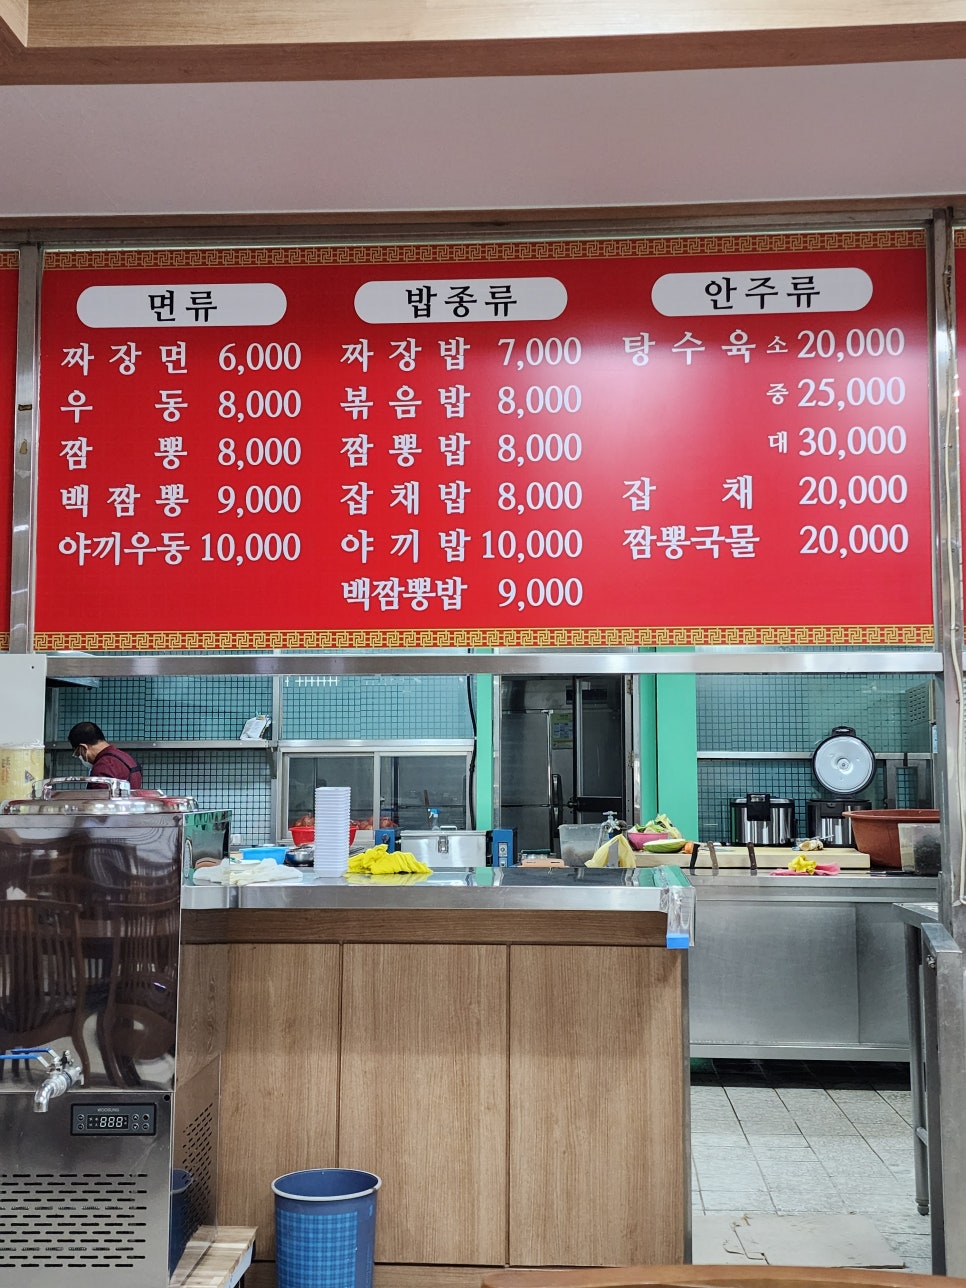 면류
짜장면 6,000
우동 8,000
짬뽕 8,000
백짬뽕 9,000
야끼우동 10,000
밥종류
짜장밥 7,000
볶음밥 8,000
짬뽕밥 8,000
잡채밥 8,000
야끼밥 10,000
백짬뽕밥 9,000
안주류
탕수육 소 20,000
중 25,000
대 30,000
잡채 20,000
짬뽕국물 20,000
888